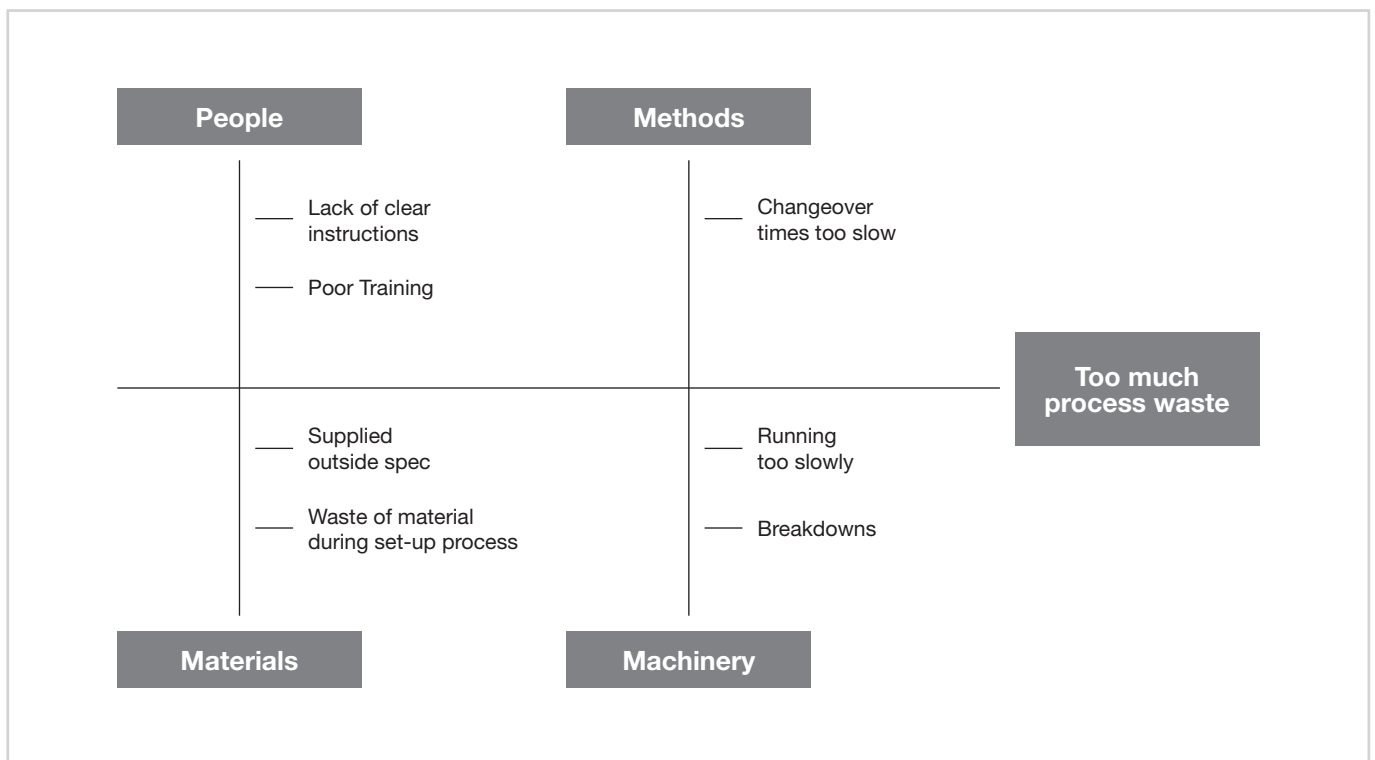 People
Methods
Lack of clear
instructions
Poor Training
Changeover
times too slow
Too much
process waste
Supplied
outside spec
Waste of material
during set-up process
Running
too slowly
Breakdowns
Materials
Machinery